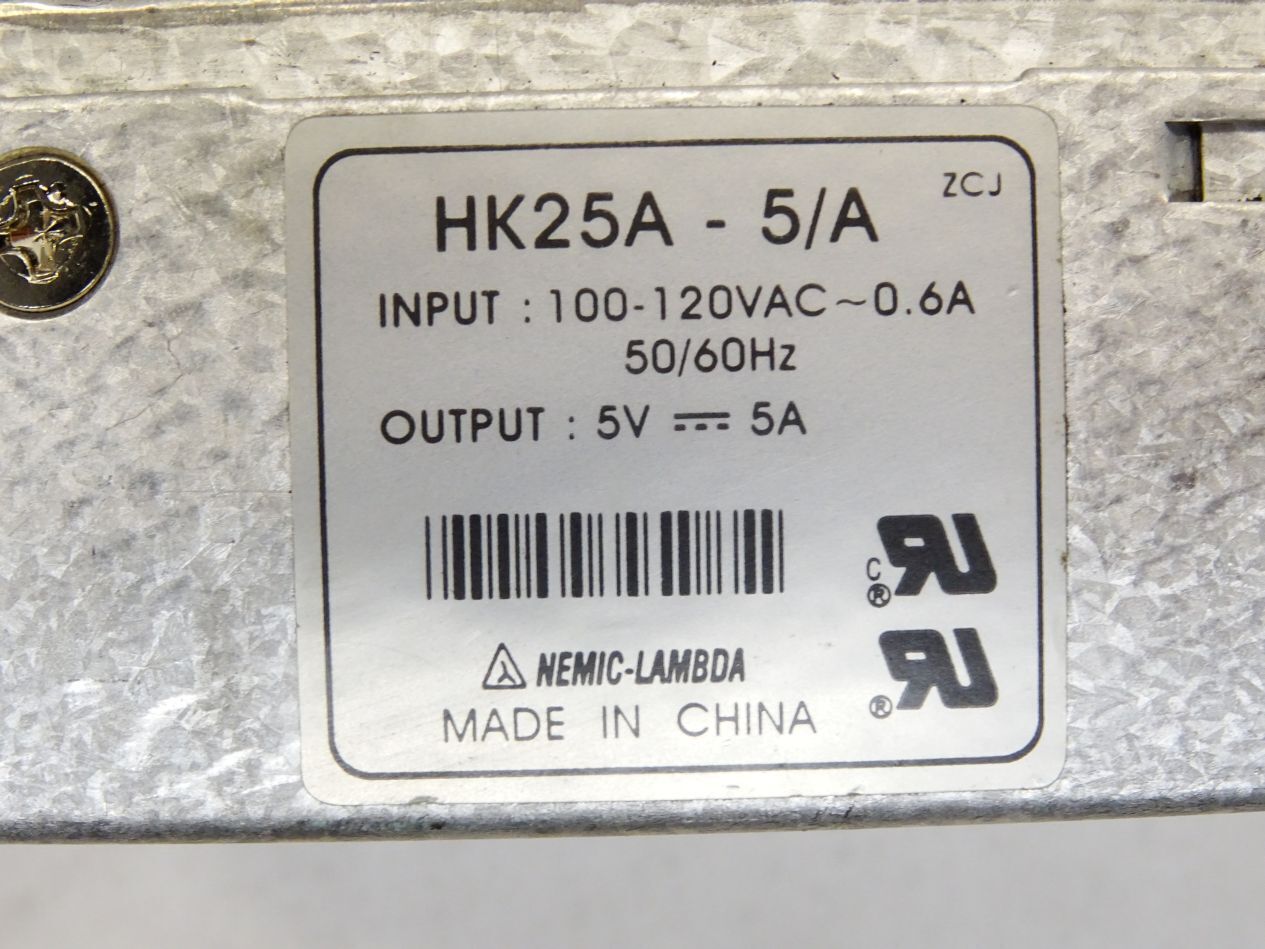 ZCJ
HK25A - 5/A
INPUT : 100-120VAC ~ 0.6A
50/60Hz
OUTPUT : 5V ⎓ 5A
C
®
NEMIC-LAMBDA
®
MADE IN CHINA